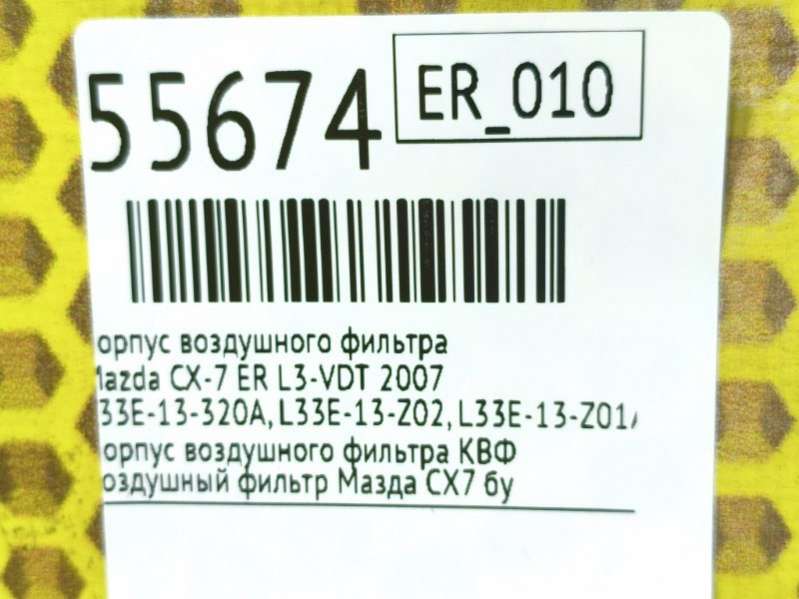 55674
ER_010
орпус воздушного фильтра
Mazda CX-7 ER L3-VDT 2007
33E-13-320A, L33E-13-Z02, L33E-13-Z01
орпус воздушного фильтра КВФ
оздушный фильтр Мазда СХ7 бу